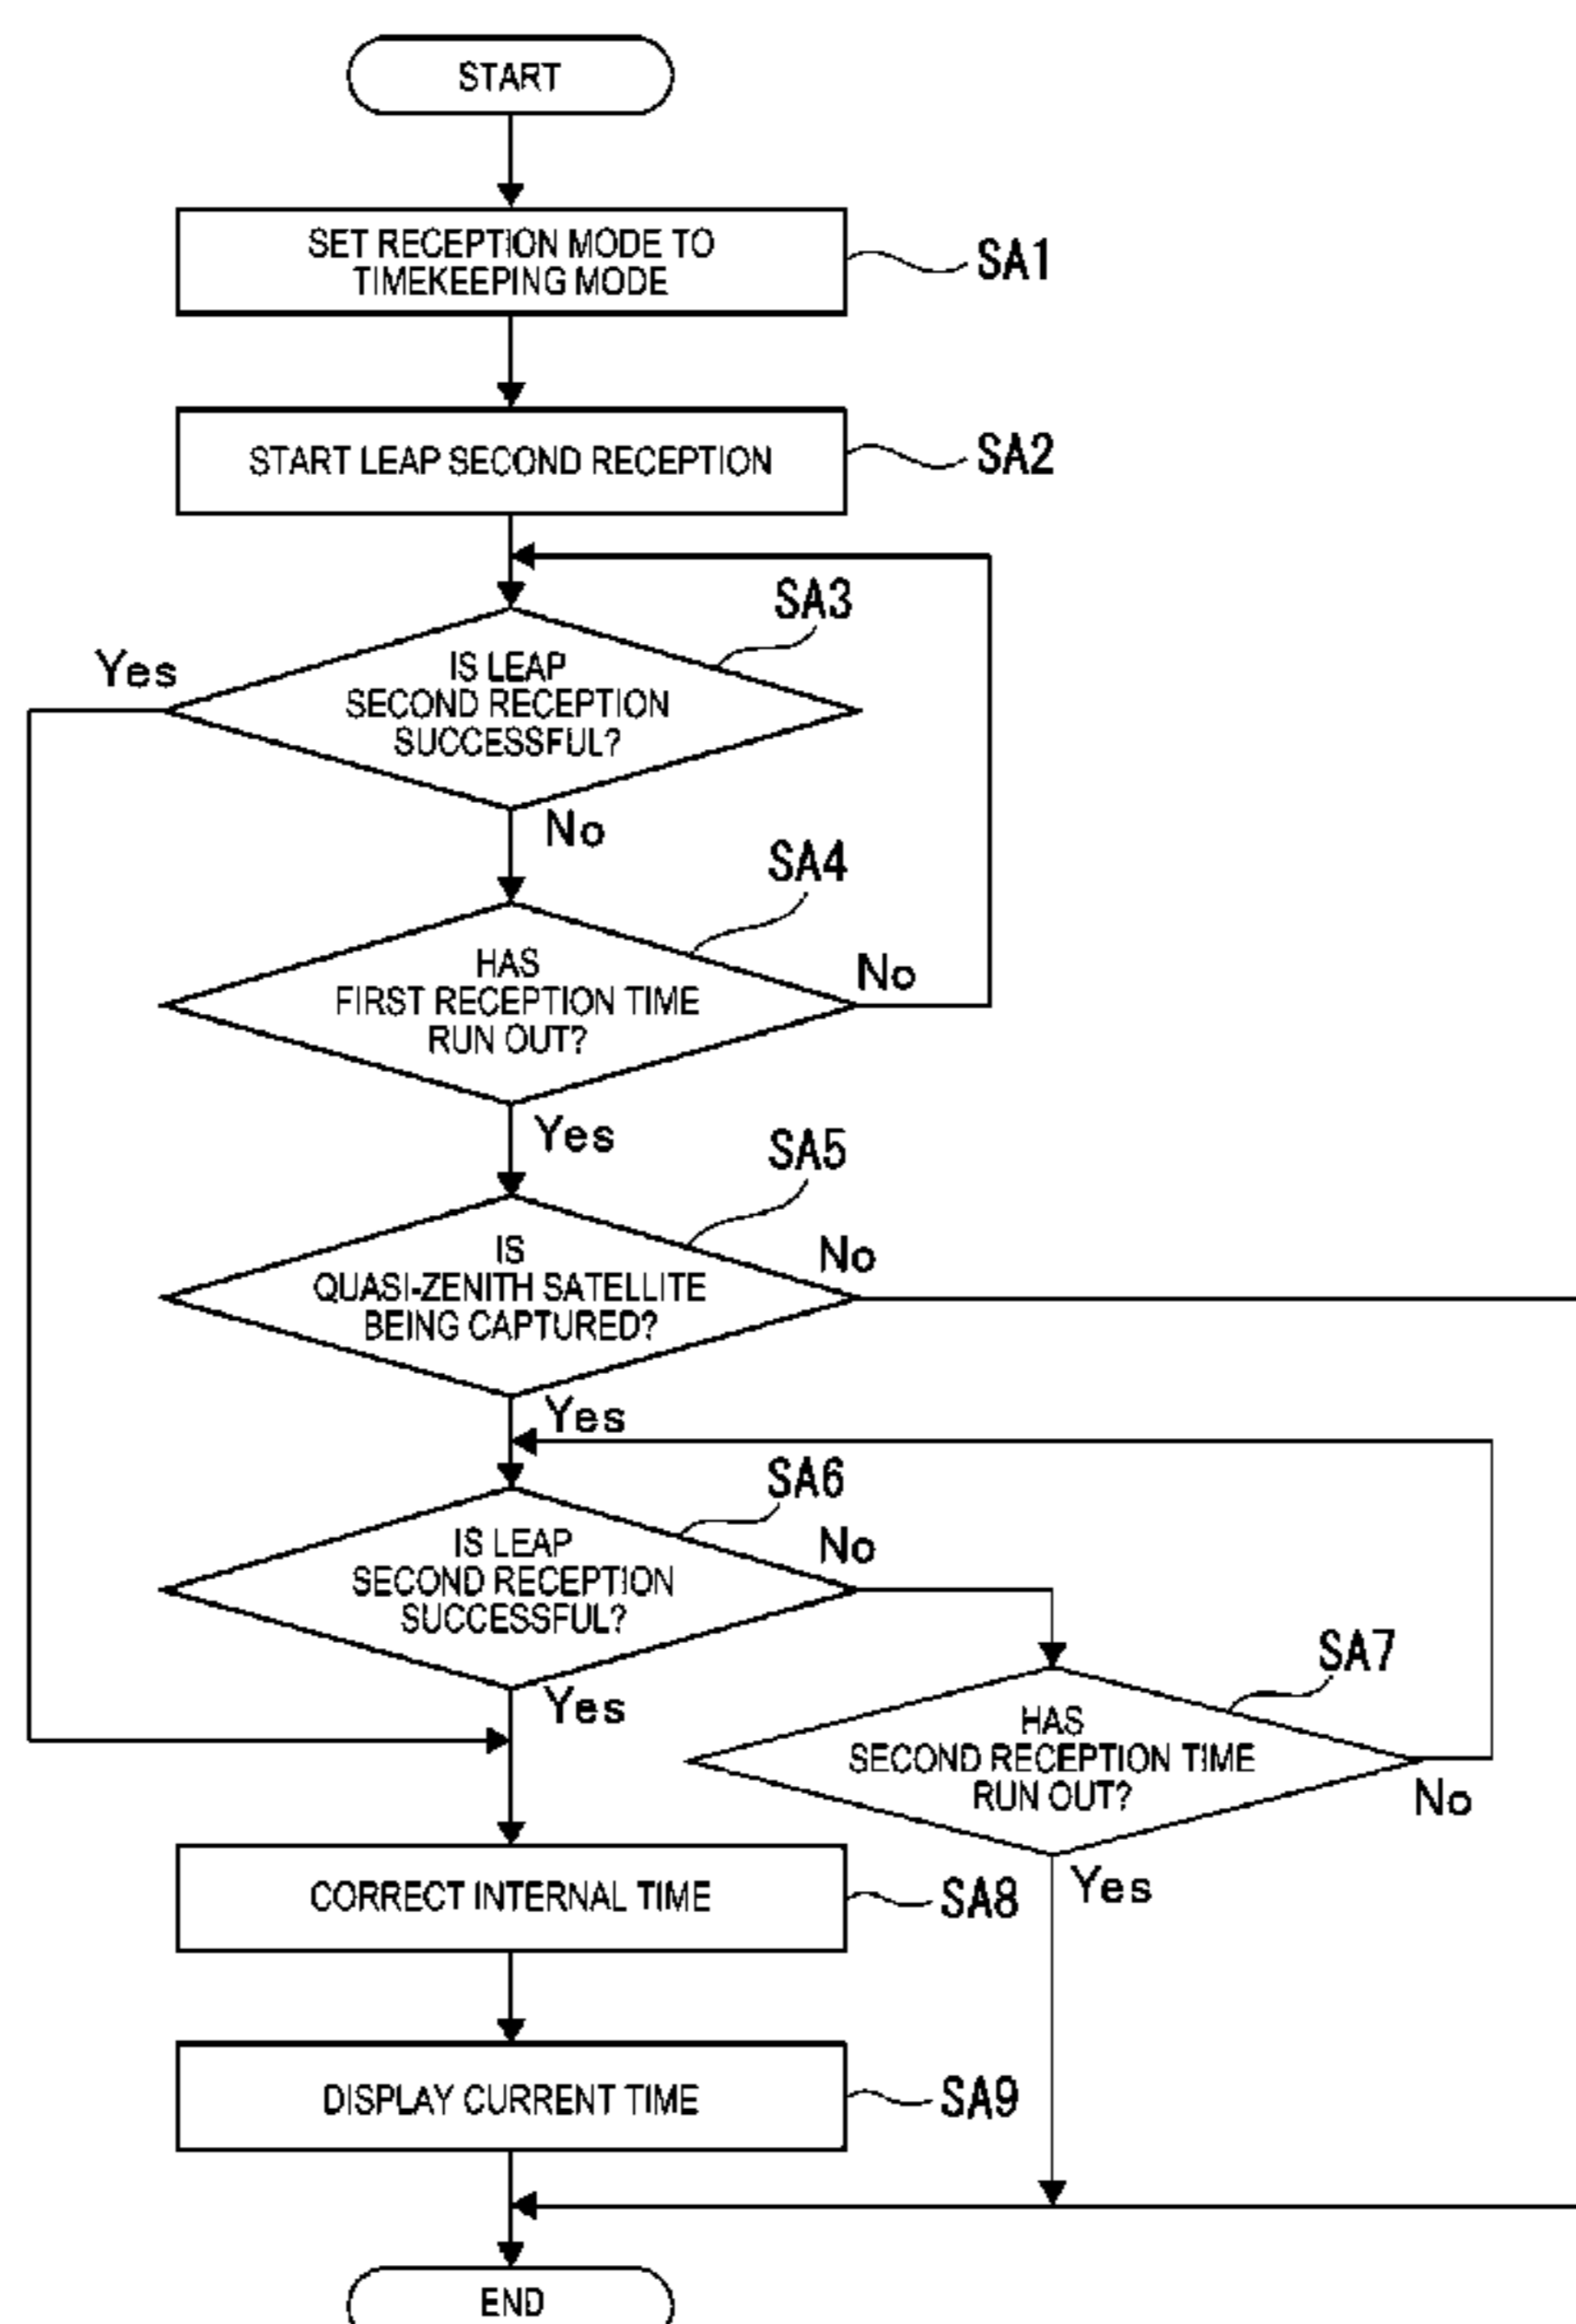 START
SET RECEPTION MODE TO
TIMEKEEPING MODE
SA1
START LEAP SECOND RECEPTION
SA2
SA3
Yes
IS LEAP
SECOND RECEPTION
SUCCESSFUL?
No
SA4
HAS
FIRST RECEPTION TIME
RUN OUT?
No
Yes
SA5
IS
QUASI-ZENITH SATELLITE
BEING CAPTURED?
No
Yes
SA6
IS LEAP
SECOND RECEPTION
SUCCESSFUL?
No
Yes
SA7
HAS
SECOND RECEPTION TIME
RUN OUT?
No
Yes
CORRECT INTERNAL TIME
SA8
DISPLAY CURRENT TIME
SA9
END